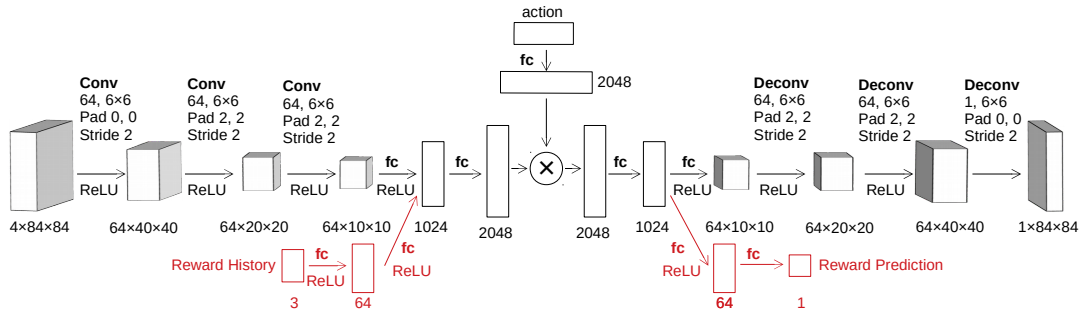 action
fc
2048
Conv
64, 6×6
Pad 0, 0
Stride 2
ReLU
Conv
64, 6×6
Pad 2, 2
Stride 2
ReLU
Conv
64, 6×6
Pad 2, 2
Stride 2
ReLU
fc
ReLU
fc
×
fc
fc
ReLU
Deconv
64, 6×6
Pad 2, 2
Stride 2
ReLU
Deconv
64, 6×6
Pad 2, 2
Stride 2
ReLU
Deconv
1, 6×6
Pad 0, 0
Stride 2
4×84×84
64×40×40
64×20×20
64×10×10
1024
2048
2048
1024
64×10×10
64×20×20
64×40×40
1×84×84
Reward History
fc
ReLU
fc
ReLU
3
64
fc
ReLU
fc
Reward Prediction
64
1